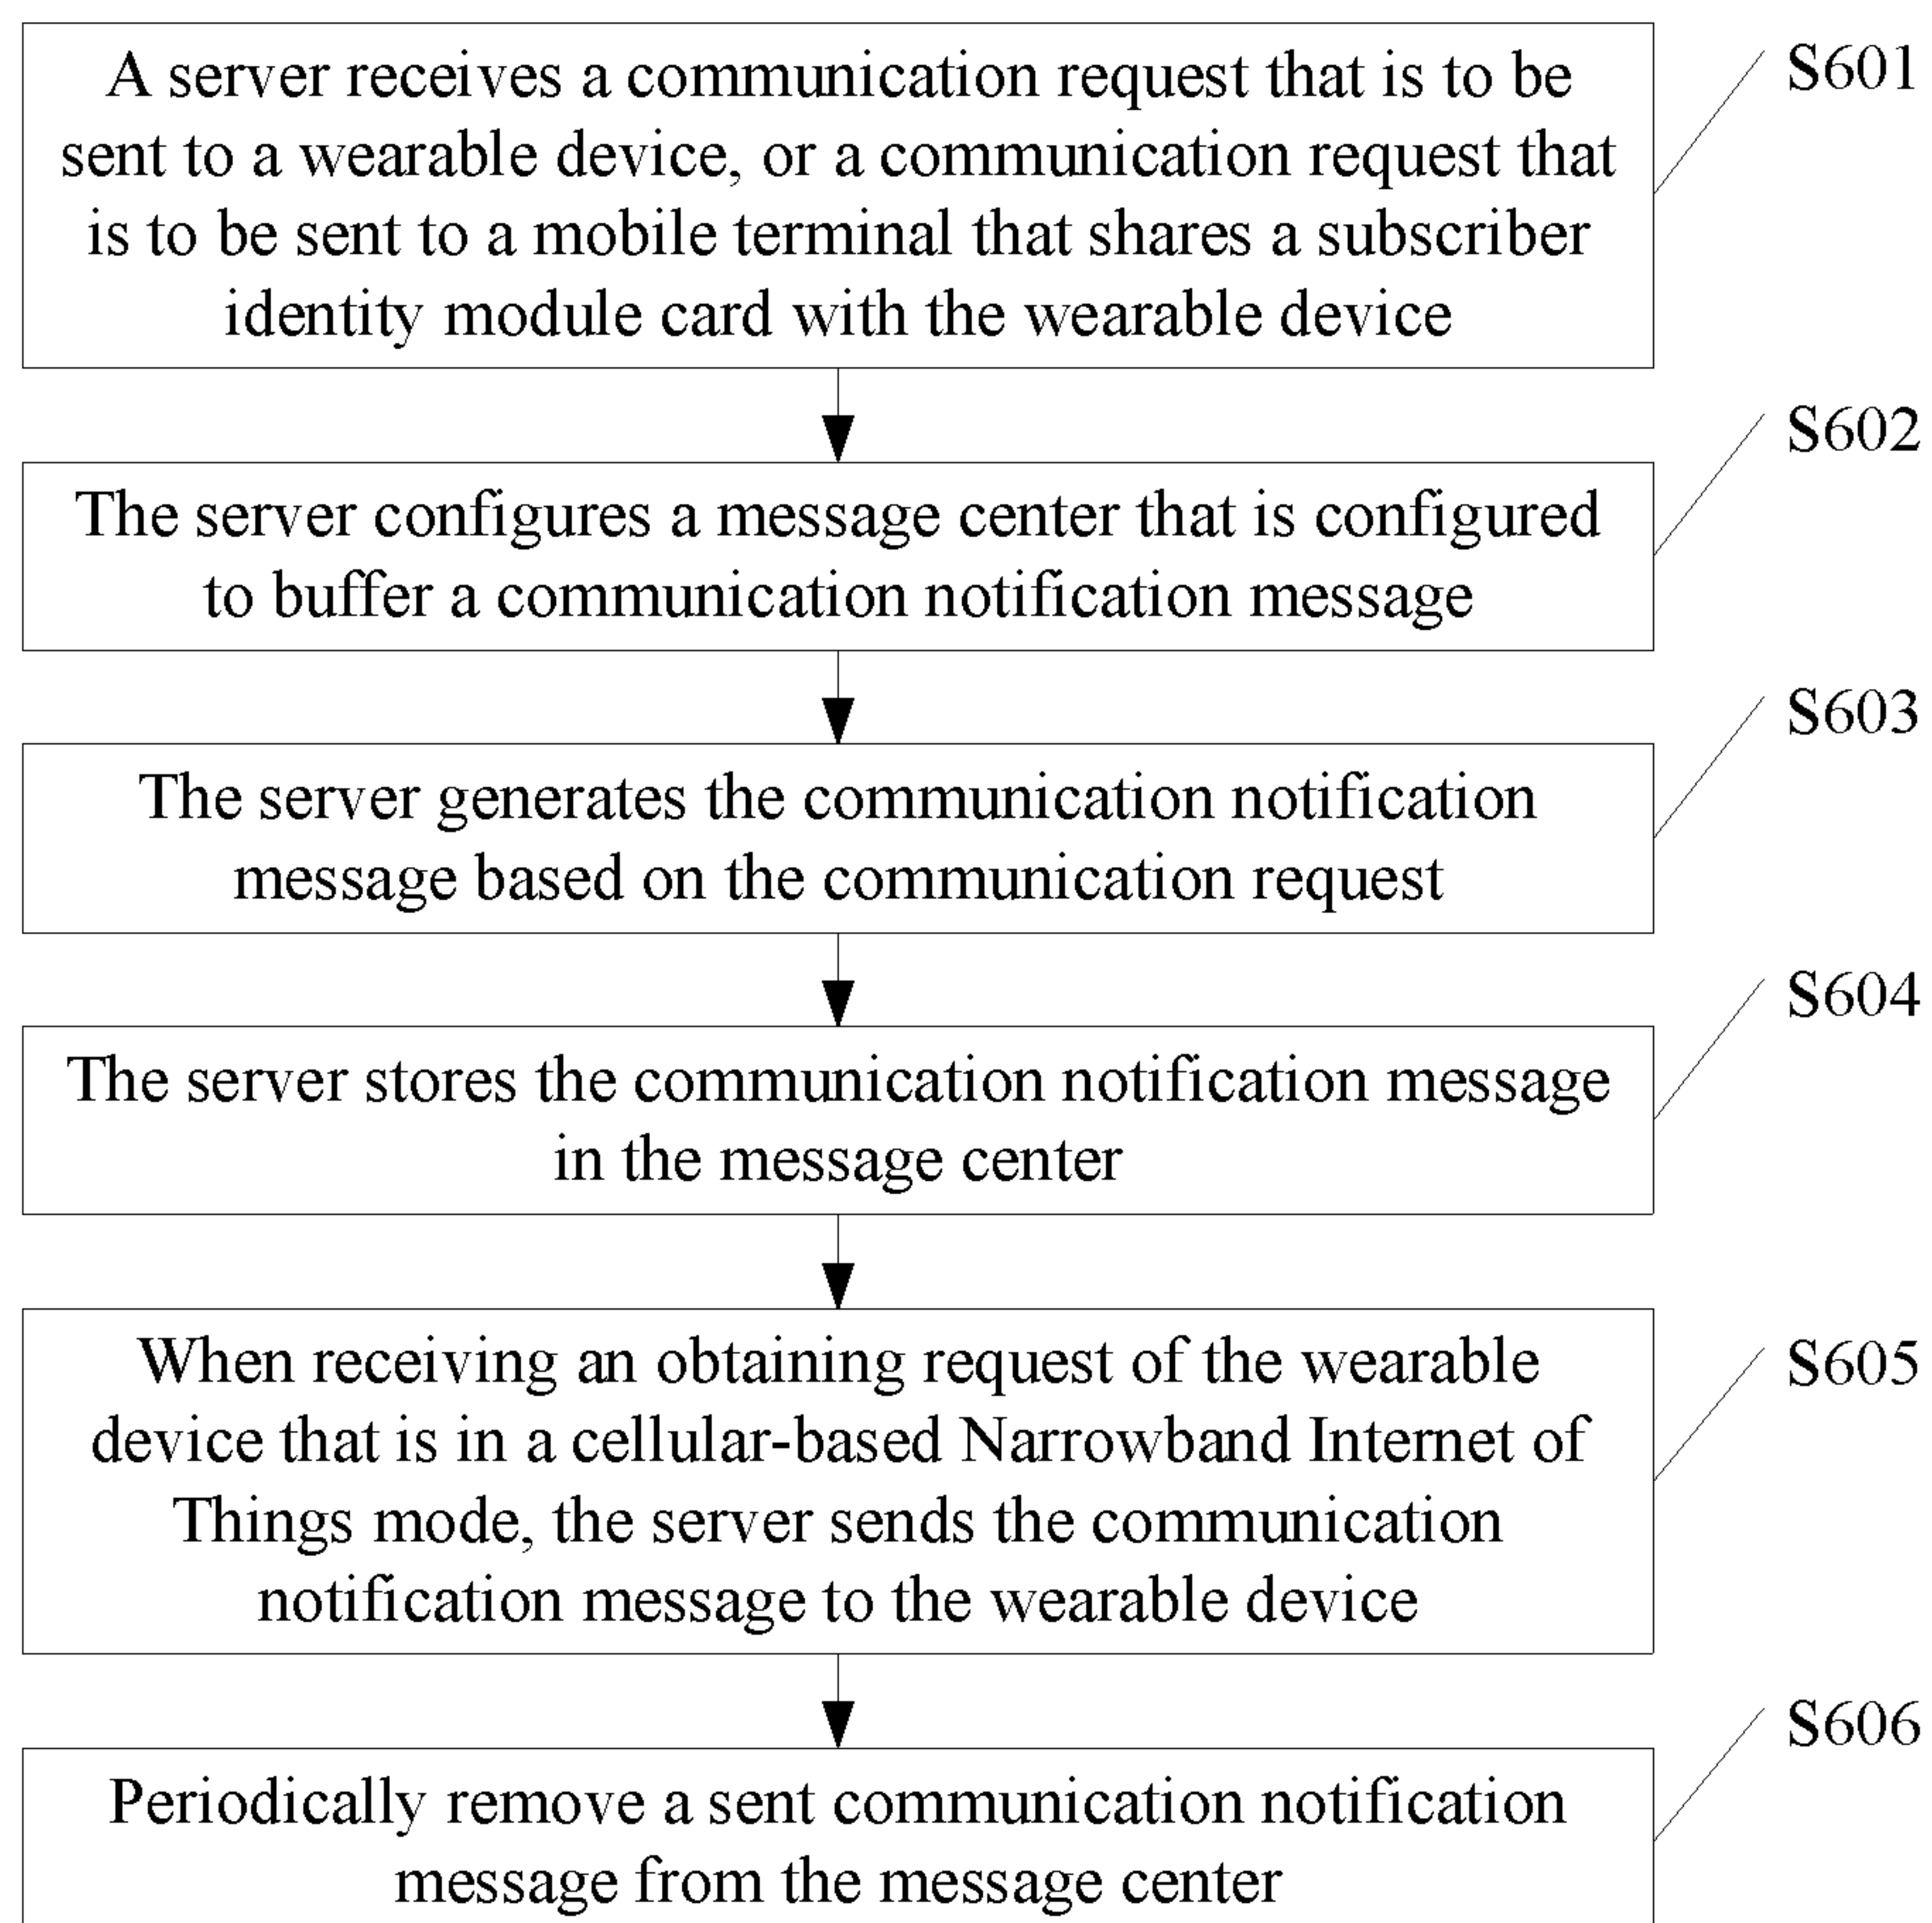 A server receives a communication request that is to be
sent to a wearable device, or a communication request that
is to be sent to a mobile terminal that shares a subscriber
identity module card with the wearable device
S601
The server configures a message center that is configured
to buffer a communication notification message
S602
The server generates the communication notification
message based on the communication request
S603
The server stores the communication notification message
in the message center
S604
When receiving an obtaining request of the wearable
device that is in a cellular-based Narrowband Internet of
Things mode, the server sends the communication
notification message to the wearable device
S605
Periodically remove a sent communication notification
message from the message center
S606